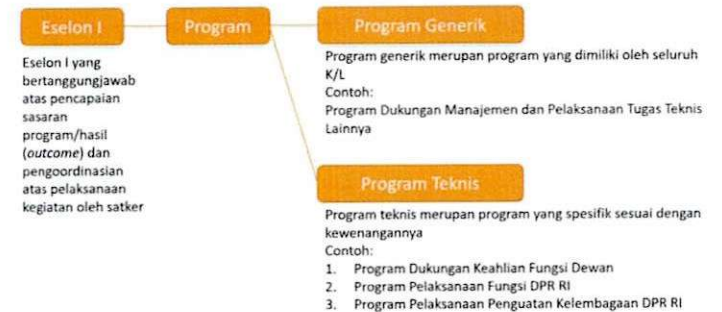 Eselon I
Program
Program Generik
Eselon I yang
bertanggungjawab
atas pencapaian
sasaran
program/hasil
(outcome) dan
pengoordinasian
atas pelaksanaan
kegiatan oleh satker
Program generik merupan program yang dimiliki oleh seluruh
K/L
Contoh:
Program Dukungan Manajemen dan Pelaksanaan Tugas Teknis
Lainnya
Program Teknis
Program teknis merupan program yang spesifik sesuai dengan
kewenangannya
Contoh:
1. Program Dukungan Keahlian Fungsi Dewan
2. Program Pelaksanaan Fungsi DPR RI
3. Program Pelaksanaan Penguatan Kelembagaan DPR RI